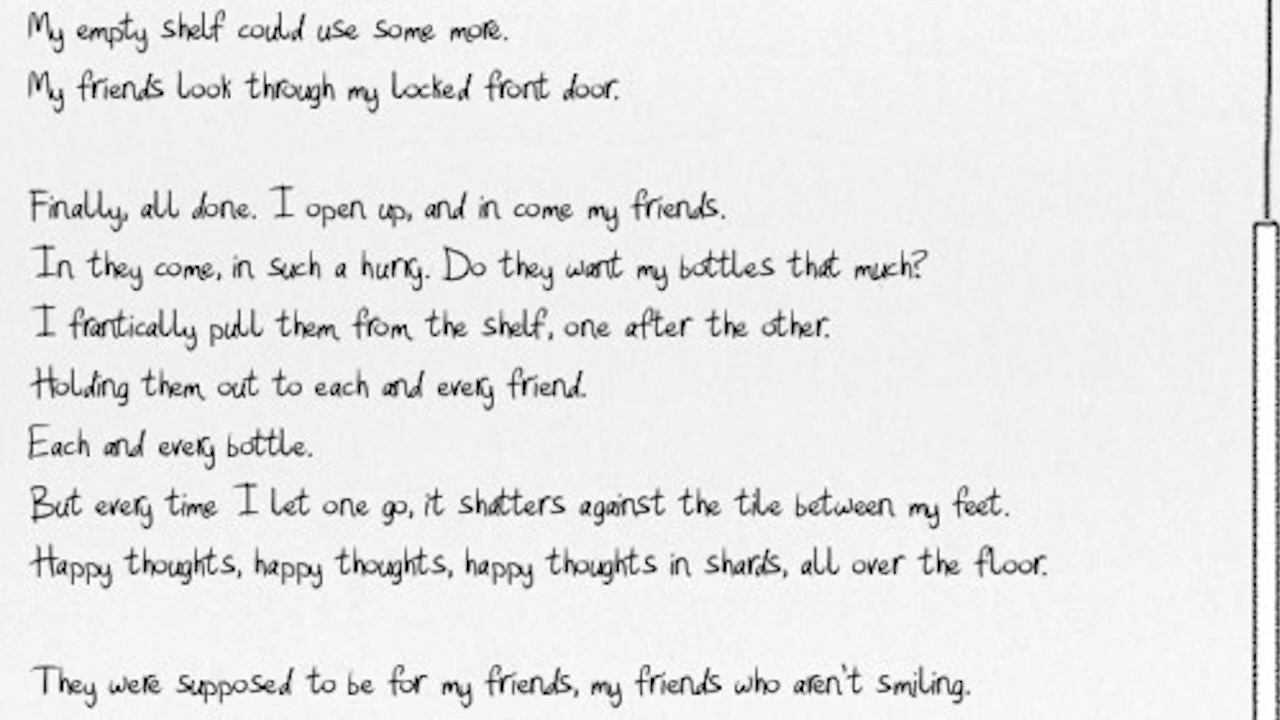 My empty shelf could use some more.
My friends look through my locked front door.
Finally, all done. I open up, and in come my friends.
In they come, in such a hurry. Do they want my bottles that much?
I frantically pull them from the shelf, one after the other.
Holding them out to each and every friend.
Each and every bottle.
But every time I let one go, it shatters against the tile between my feet.
Happy thoughts, happy thoughts, happy thoughts in shards, all over the floor.
They were supposed to be for my friends, my friends who aren't smiling.